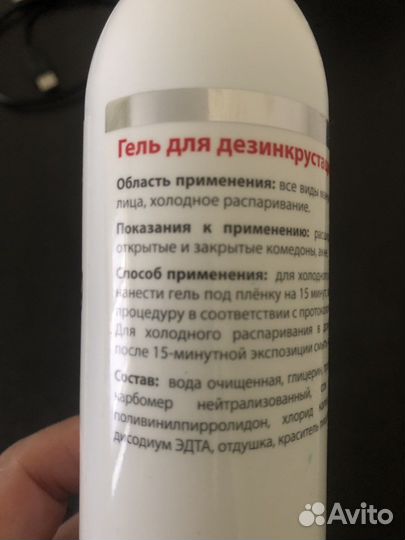 Гель для дезинкрустац
Область применения: все виды
лица, холодное распаривание.
Показания к применению:
открытые и закрытые комедоны,
Способ применения: для
нанести гель под плёнку на 15 минут,
процедуру в соответствии с
Для холодного распаривания в
после 15-минутной экспозиции
Состав: вода очищенная, глицерин,
карбомер нейтрализованный,
поливинилпирролидон, хлорид
дисодиум ЭДТА, отдушка, краситель
Avito